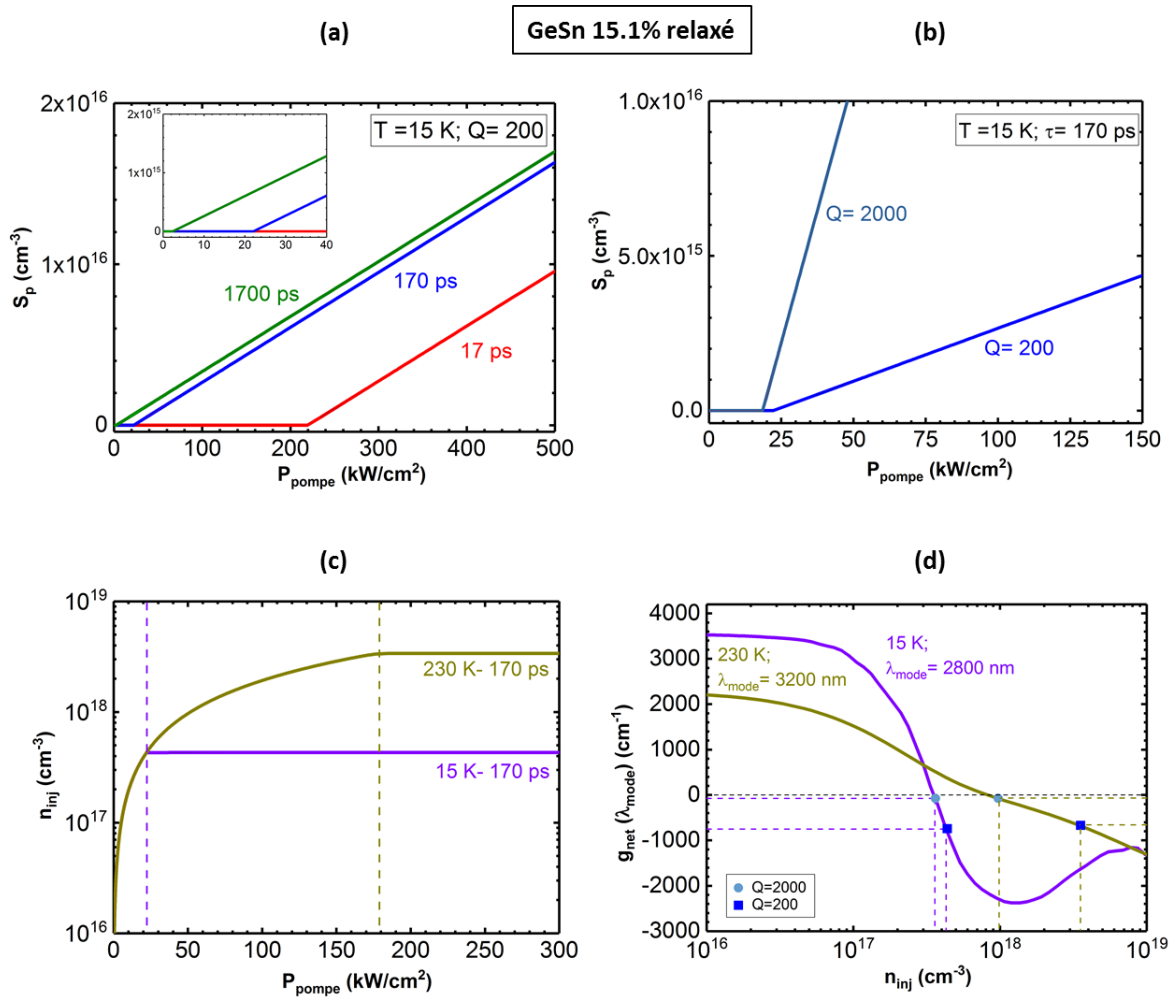 (a)
GeSn 15.1% relaxé
(b)
2x10^16
1x10^16
0
S_p (cm^-3)
T =15 K; Q= 200
2x10^15
1x10^15
0
0 10 20 30 40
1700 ps
170 ps
17 ps
0 100 200 300 400 500
P_pompe (kW/cm^2)
1.0x10^16
5.0x10^15
0.0
S_p (cm^-3)
T =15 K; τ= 170 ps
Q= 2000
Q= 200
0 25 50 75 100 125 150
P_pompe (kW/cm^2)
(c)
10^19
10^18
10^17
10^16
n_inj (cm^-3)
230 K- 170 ps
15 K- 170 ps
0 50 100 150 200 250 300
P_pompe (kW/cm^2)
(d)
4000
3000
2000
1000
0
-1000
-2000
-3000
g_net (λ_mode) (cm^-1)
15 K;
λ_mode= 2800 nm
230 K;
λ_mode= 3200 nm
Q=2000
Q=200
10^16 10^17 10^18 10^19
n_inj (cm^-3)